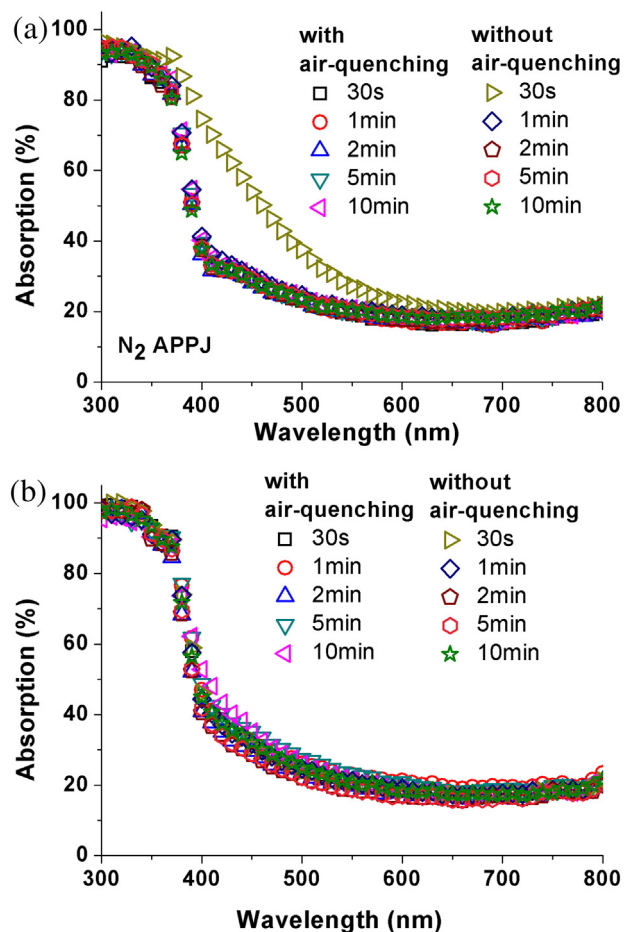 (a)
100
80
60
40
20
0
Absorption (%)
with air-quenching
30s
1min
2min
5min
10min
without air-quenching
30s
1min
2min
5min
10min
N2 APPJ
300 400 500 600 700 800
Wavelength (nm)
(b)
100
80
60
40
20
0
Absorption (%)
with air-quenching
30s
1min
2min
5min
10min
without air-quenching
30s
1min
2min
5min
10min
300 400 500 600 700 800
Wavelength (nm)